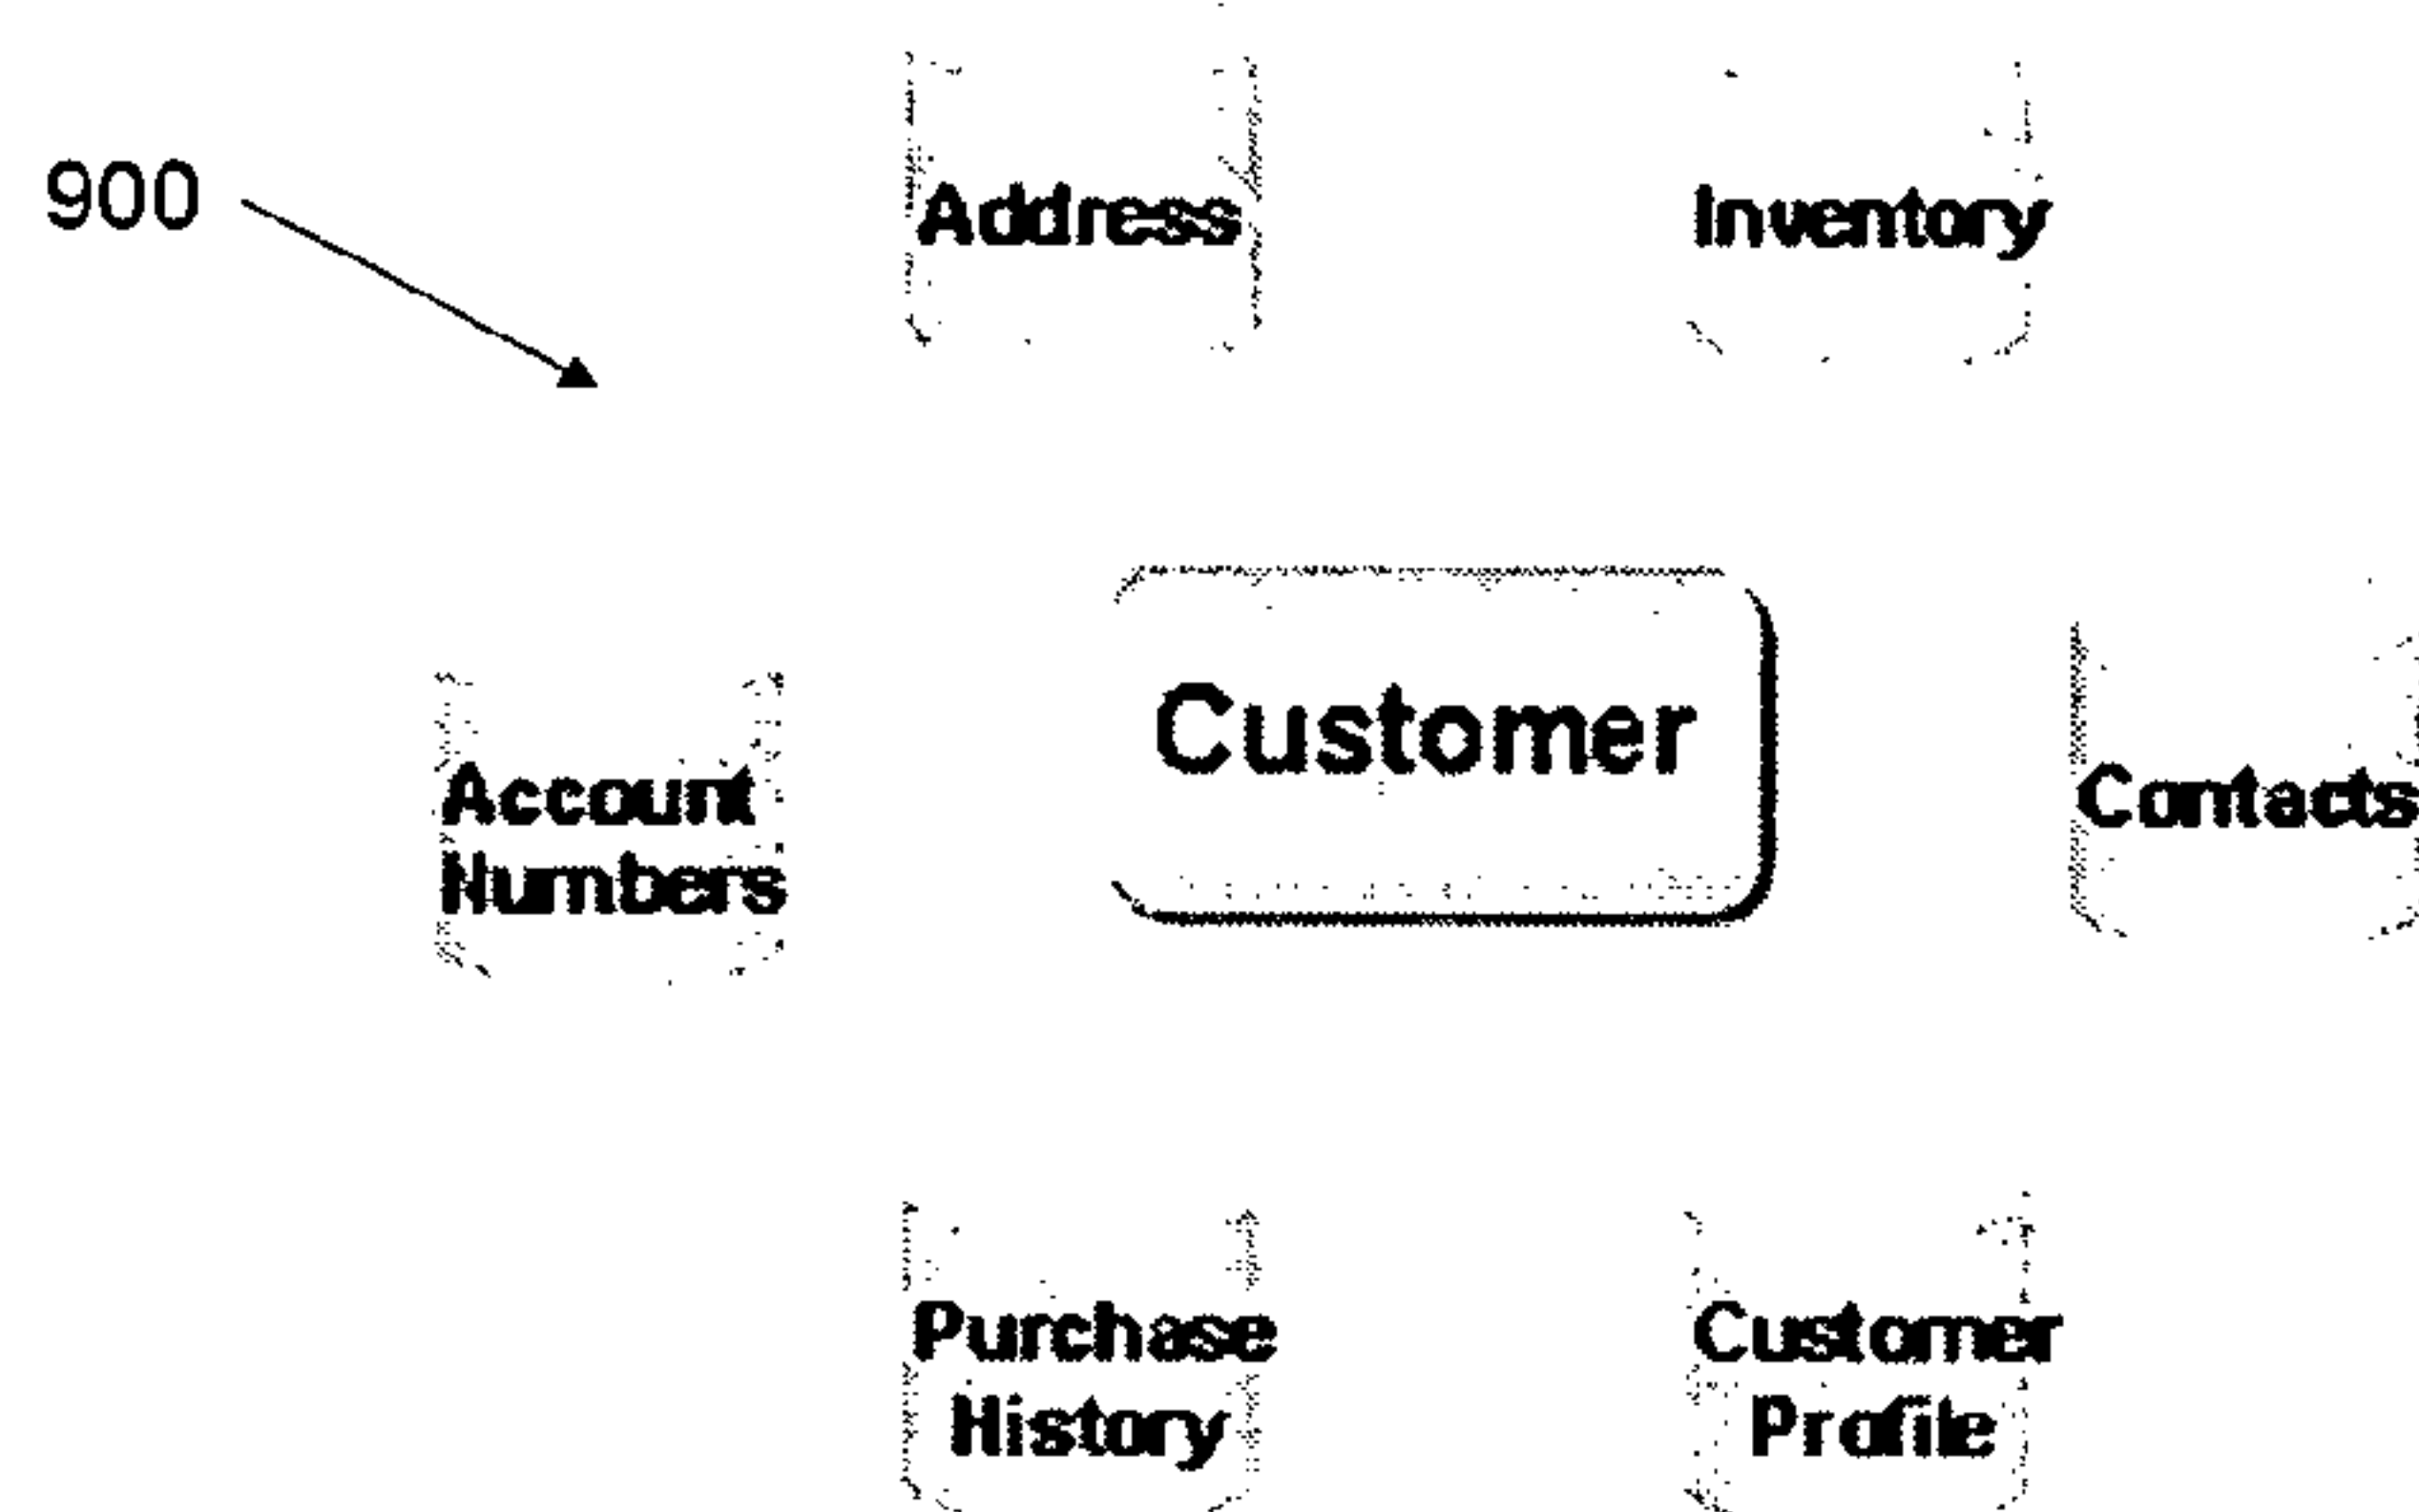 900
Address
Inventory
Customer
Account
Numbers
Contacts
Purchase
History
Customer
Profile